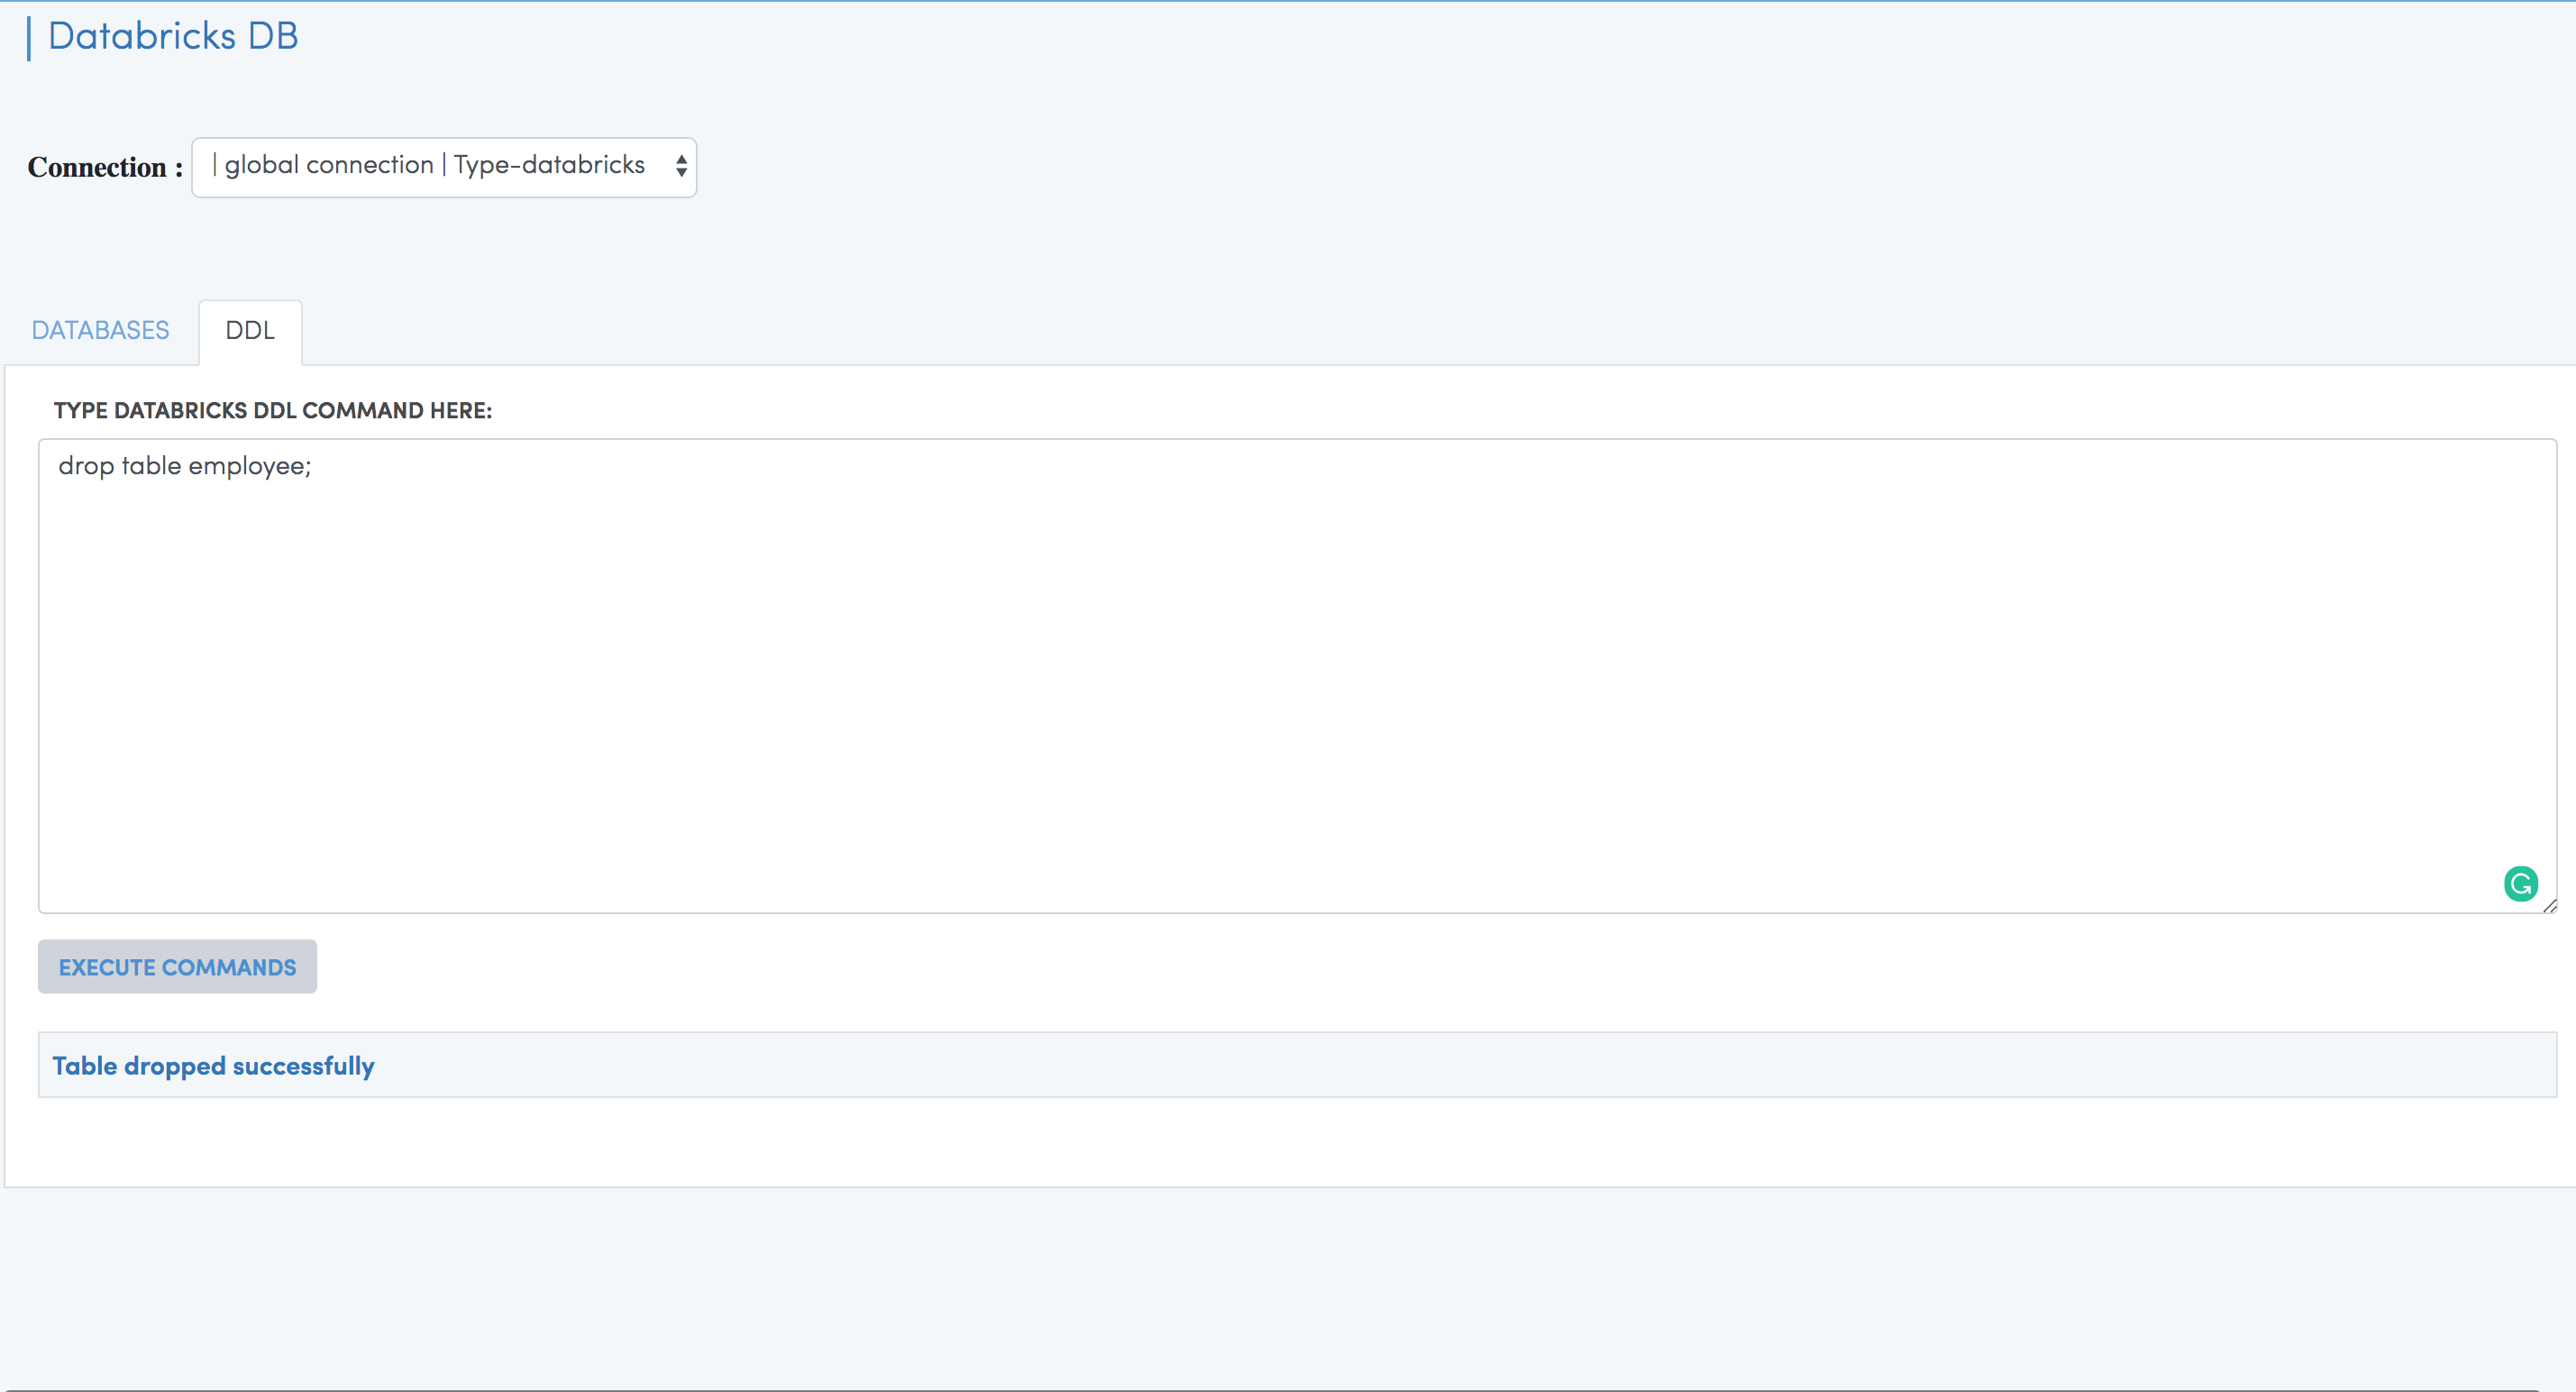 Databricks DB
Connection : | global connection | Type-databricks
DATABASES DDL
TYPE DATABRICKS DDL COMMAND HERE:
drop table employee;
EXECUTE COMMANDS
Table dropped successfully